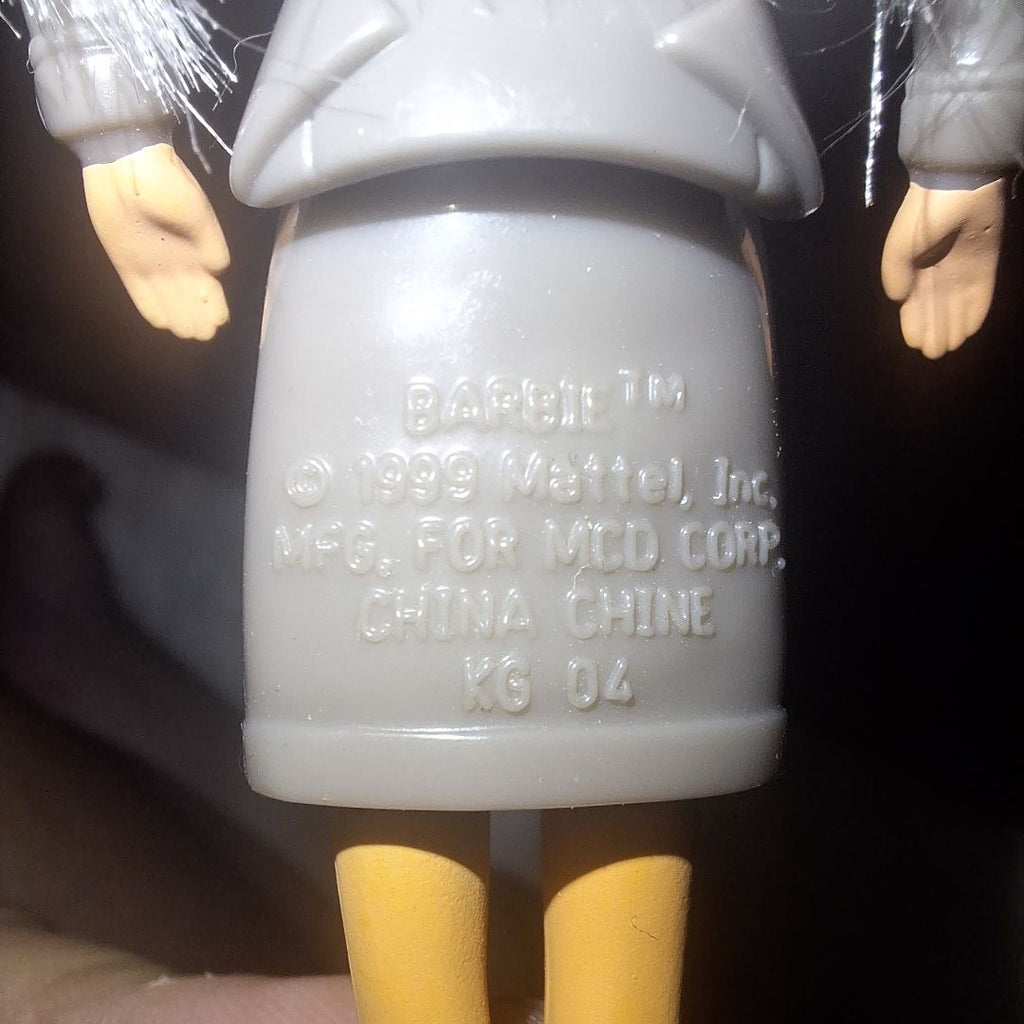 BARBIE™
© 1999 Mattel, Inc.
MFG. FOR MCD CORP.
CHINA CHINE
KG 04